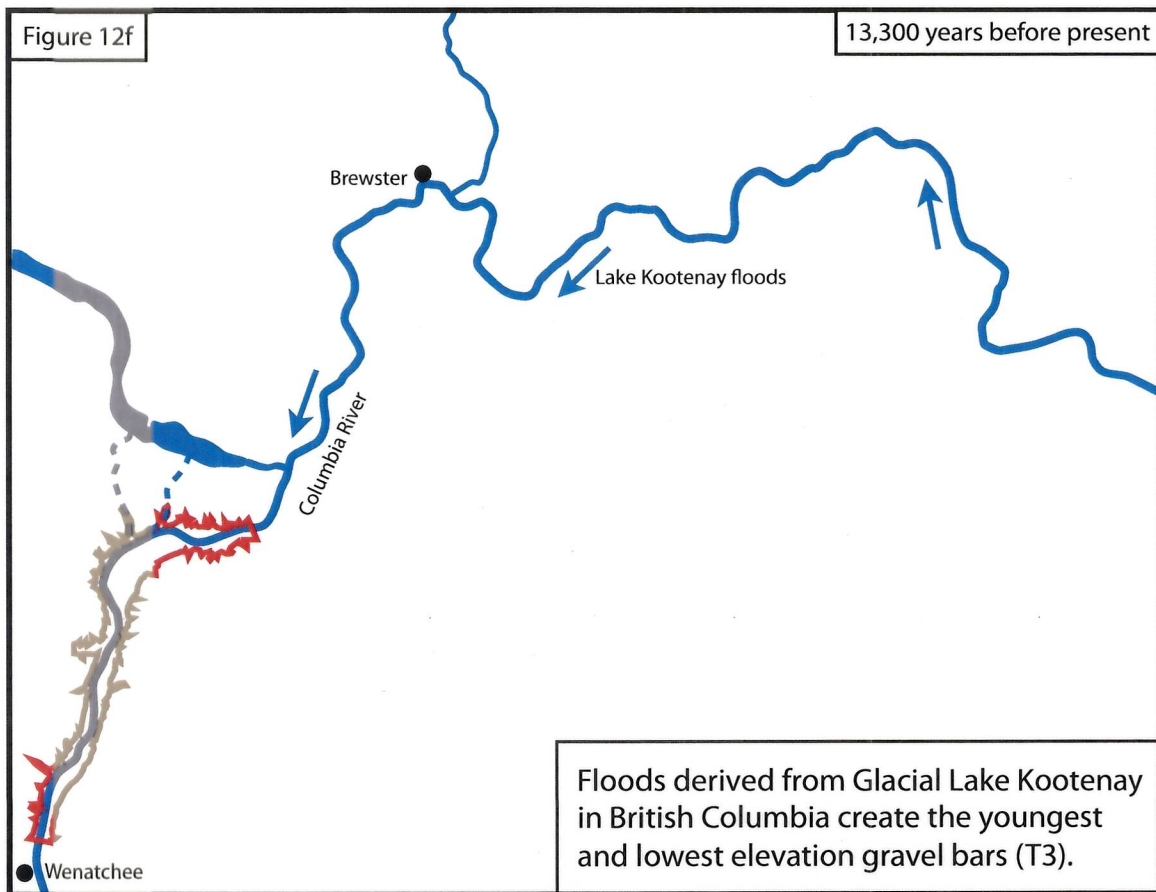 Figure 12f
13,300 years before present
Brewster
Lake Kootenay floods
Columbia River
Wenatchee
Floods derived from Glacial Lake Kootenay
in British Columbia create the youngest
and lowest elevation gravel bars (T3).